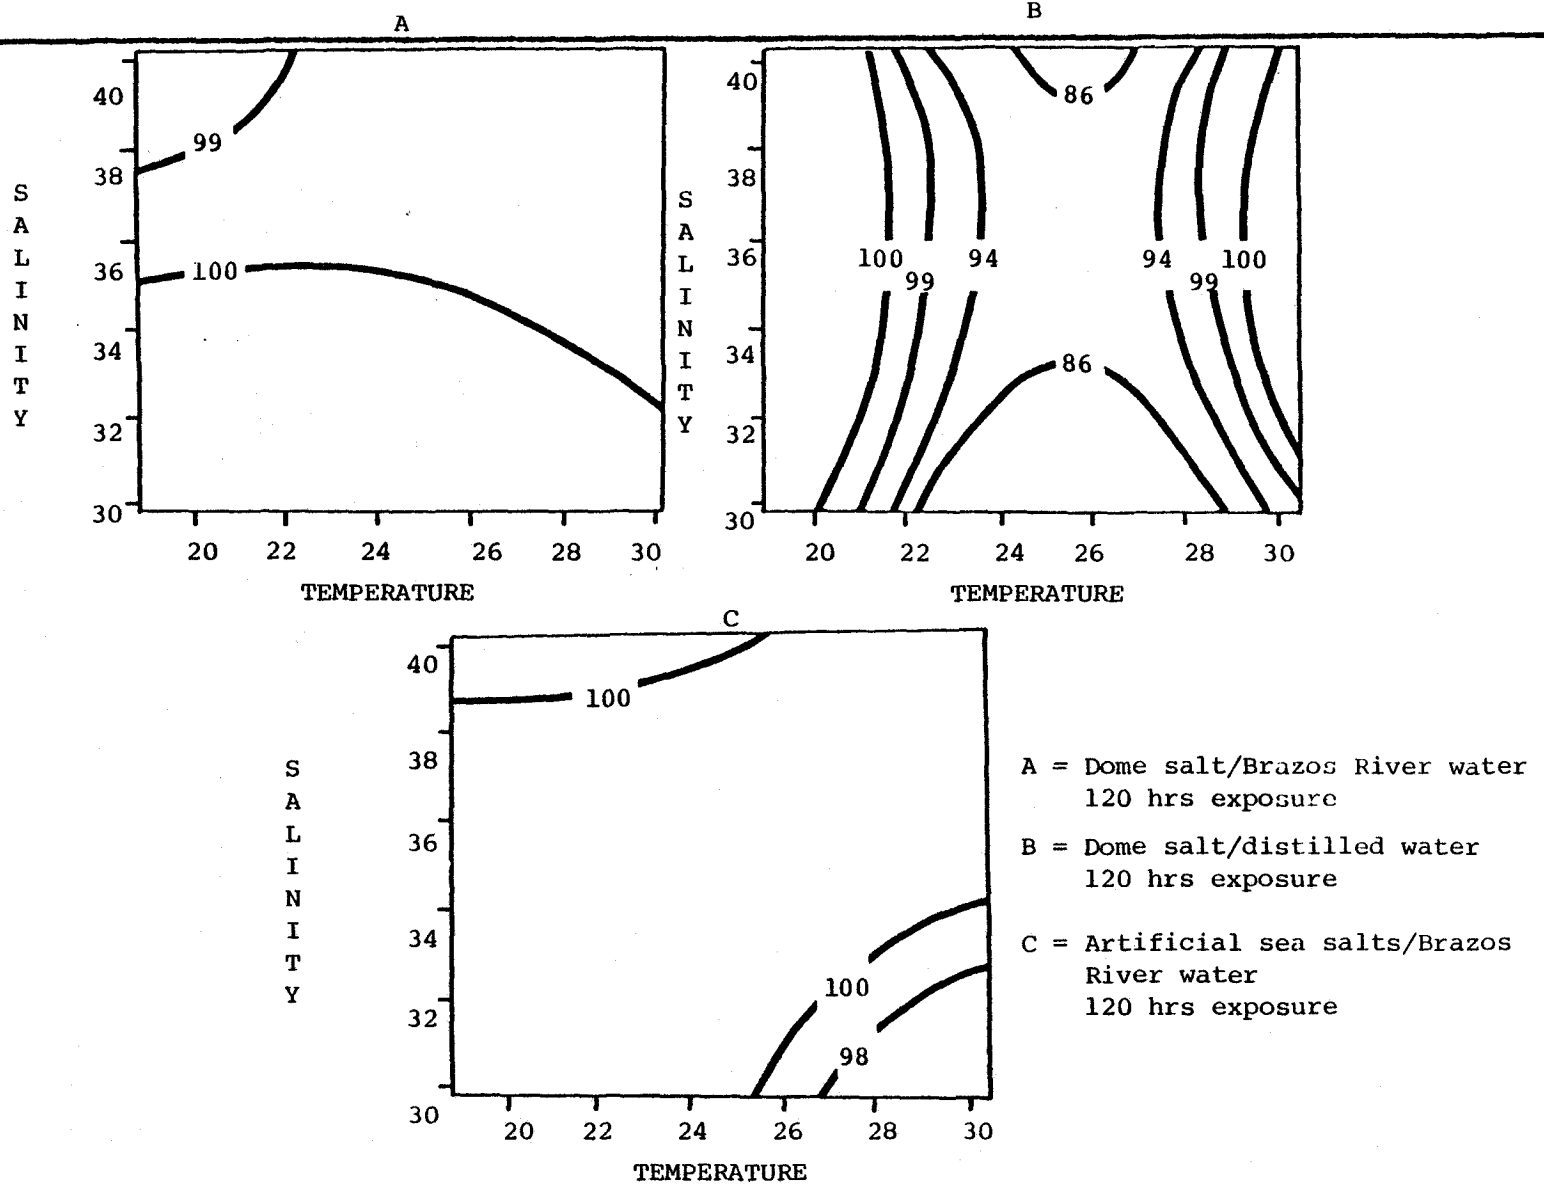 A
SALINITY
40
38
36
34
32
30
99
100
20 22 24 26 28 30
TEMPERATURE
B
SALINITY
40
38
36
34
32
30
86
100 99 94
94 99 100
86
20 22 24 26 28 30
TEMPERATURE
C
SALINITY
40
38
36
34
32
30
100
100
98
20 22 24 26 28 30
TEMPERATURE
A = Dome salt/Brazos River water
120 hrs exposure
B = Dome salt/distilled water
120 hrs exposure
C = Artificial sea salts/Brazos
River water
120 hrs exposure